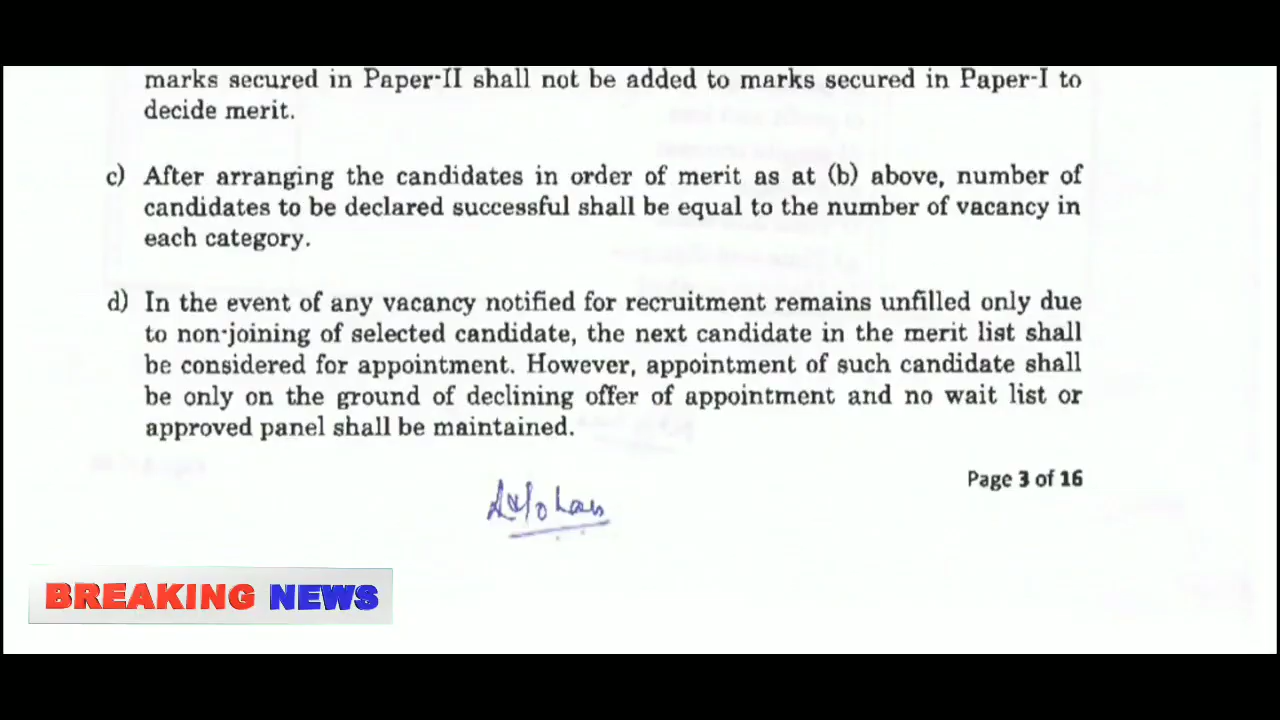 marks secured in Paper-II shall not be added to marks secured in Paper-I to
decide merit.
c) After arranging the candidates in order of merit as at (b) above, number of
candidates to be declared successful shall be equal to the number of vacancy in
each category.
d) In the event of any vacancy notified for recruitment remains unfilled only due
to non-joining of selected candidate, the next candidate in the merit list shall
be considered for appointment. However, appointment of such candidate shall
be only on the ground of declining offer of appointment and no wait list or
approved panel shall be maintained.
Page 3 of 16
BREAKING NEWS